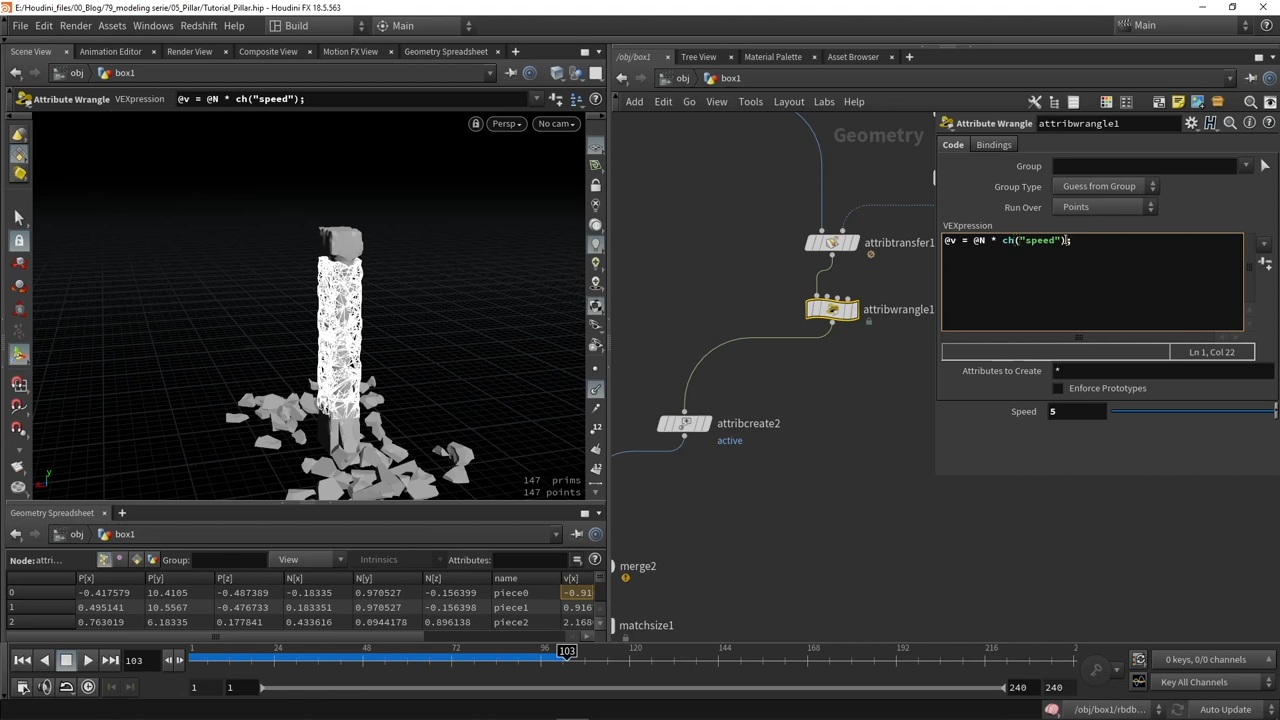 E:/Houdini_files/00_Blog/79_modeling serie/05_Pillar/Tutorial_Pillar.hip - Houdini FX 18.5.563
File Edit Render Assets Windows Redshift Help Build Main Main
Scene View Animation Editor Render View Composite View Motion FX View Geometry Spreadsheet
obj box1
Attribute Wrangle VEXpression @v = @N * ch("speed");
Persp No cam
147 prims
147 points
y
Geometry Spreadsheet
obj box1
Node: attri... Group: View Intrinsics Attributes:
P[x] P[y] P[z] N[x] N[y] N[z] name v[x]
0 -0.417579 10.4105 -0.487389 -0.18335 0.970527 -0.156399 piece0 -0.91
1 0.495141 10.5567 -0.476733 0.183351 0.970527 -0.156398 piece1 0.916
2 0.763019 6.18335 0.177841 0.433616 0.0944178 0.896138 piece2 2.168
/obj/box1 Tree View Material Palette Asset Browser
obj box1
Add Edit Go View Tools Layout Labs Help
Geometry
attribtransfer1
attribwrangle1
attribcreate2
active
merge2
matchsize1
Attribute Wrangle attribwrangle1
Code Bindings
Group
Group Type Guess from Group
Run Over Points
VEXpression
@v = @N * ch("speed");
Ln 1, Col 22
Attributes to Create *
Enforce Prototypes
Speed 5
103
1 24 48 72 96 103 120 144 168 192 216 2
1 1 240 240
0 keys, 0/0 channels
Key All Channels
/obj/box1/rbdb... Auto Update